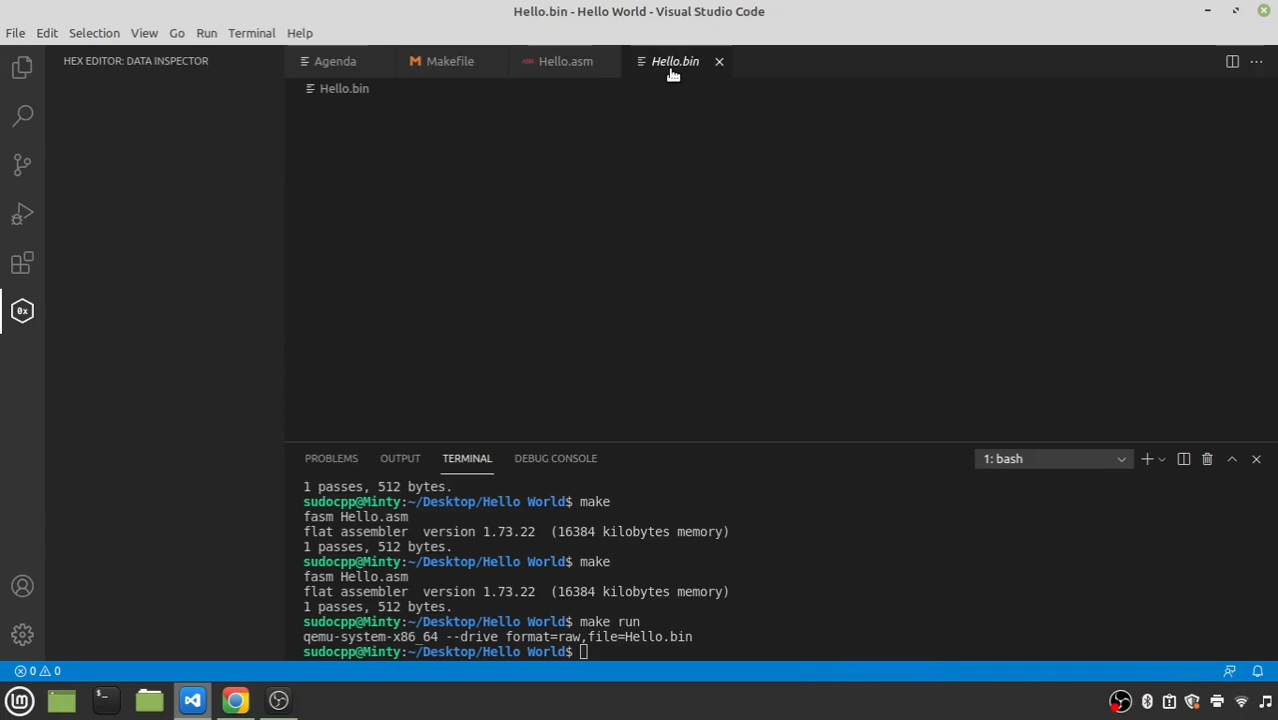 Hello.bin - Hello World - Visual Studio Code
File Edit Selection View Go Run Terminal Help
HEX EDITOR: DATA INSPECTOR
Agenda
Makefile
Hello.asm
Hello.bin
Hello.bin
PROBLEMS OUTPUT TERMINAL DEBUG CONSOLE
1: bash
1 passes, 512 bytes.
sudocpp@Minty:~/Desktop/Hello World$ make
fasm Hello.asm
flat assembler  version 1.73.22  (16384 kilobytes memory)
1 passes, 512 bytes.
sudocpp@Minty:~/Desktop/Hello World$ make
fasm Hello.asm
flat assembler  version 1.73.22  (16384 kilobytes memory)
1 passes, 512 bytes.
sudocpp@Minty:~/Desktop/Hello World$ make run
qemu-system-x86_64 --drive format=raw,file=Hello.bin
sudocpp@Minty:~/Desktop/Hello World$
0 0